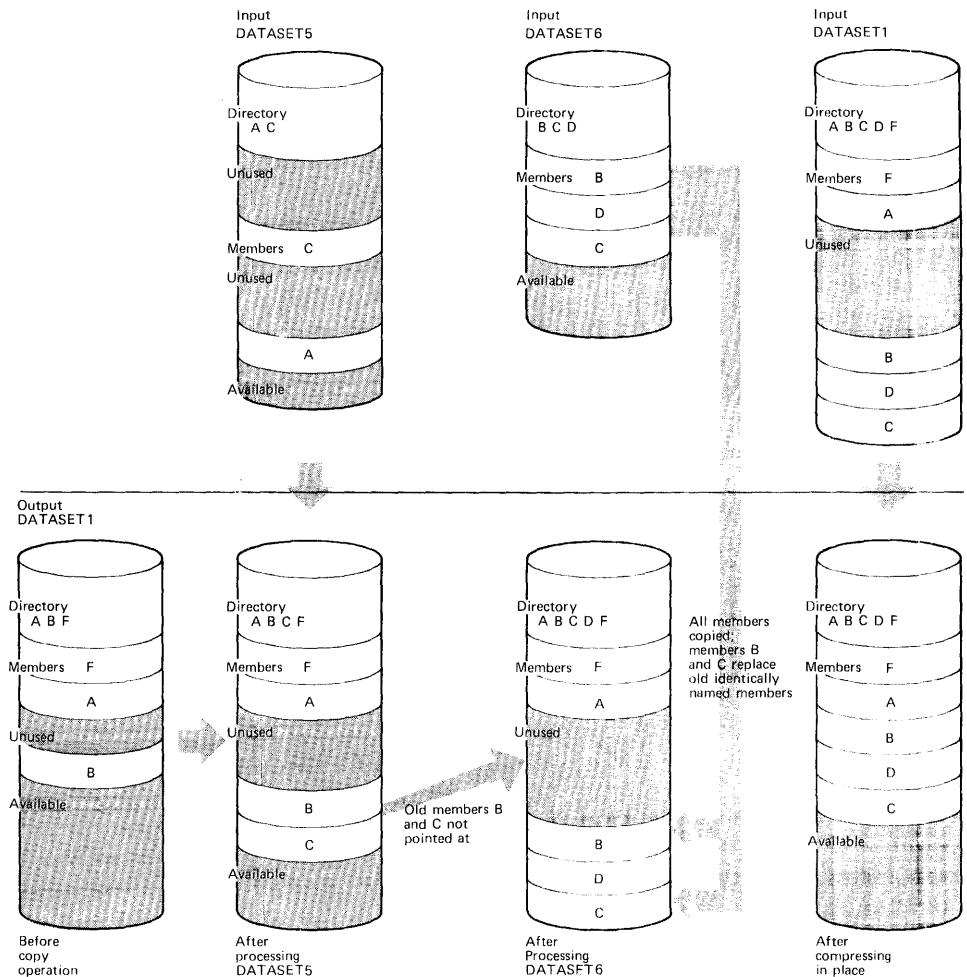 Input
DATASET5
Directory
A C
Unused
Members C
Unused
A
Available
Input
DATASET6
Directory
B C D
Members B
D
C
Available
Input
DATASET1
Directory
A B C D F
Members F
A
Unused
B
D
C
Output
DATASET1
Directory
A B F
Members F
A
Unused
B
Available
Before
copy
operation
Directory
A B C F
Members F
A
Unused
B
C
Available
After
processing
DATASET5
Old members B
and C not
pointed at
Directory
A B C D F
Members F
A
Unused
B
D
C
After
Processing
DATASET6
All members
copied;
members B
and C replace
old identically
named members
Directory
A B C D F
Members F
A
B
D
C
Available
After
compressing
in place